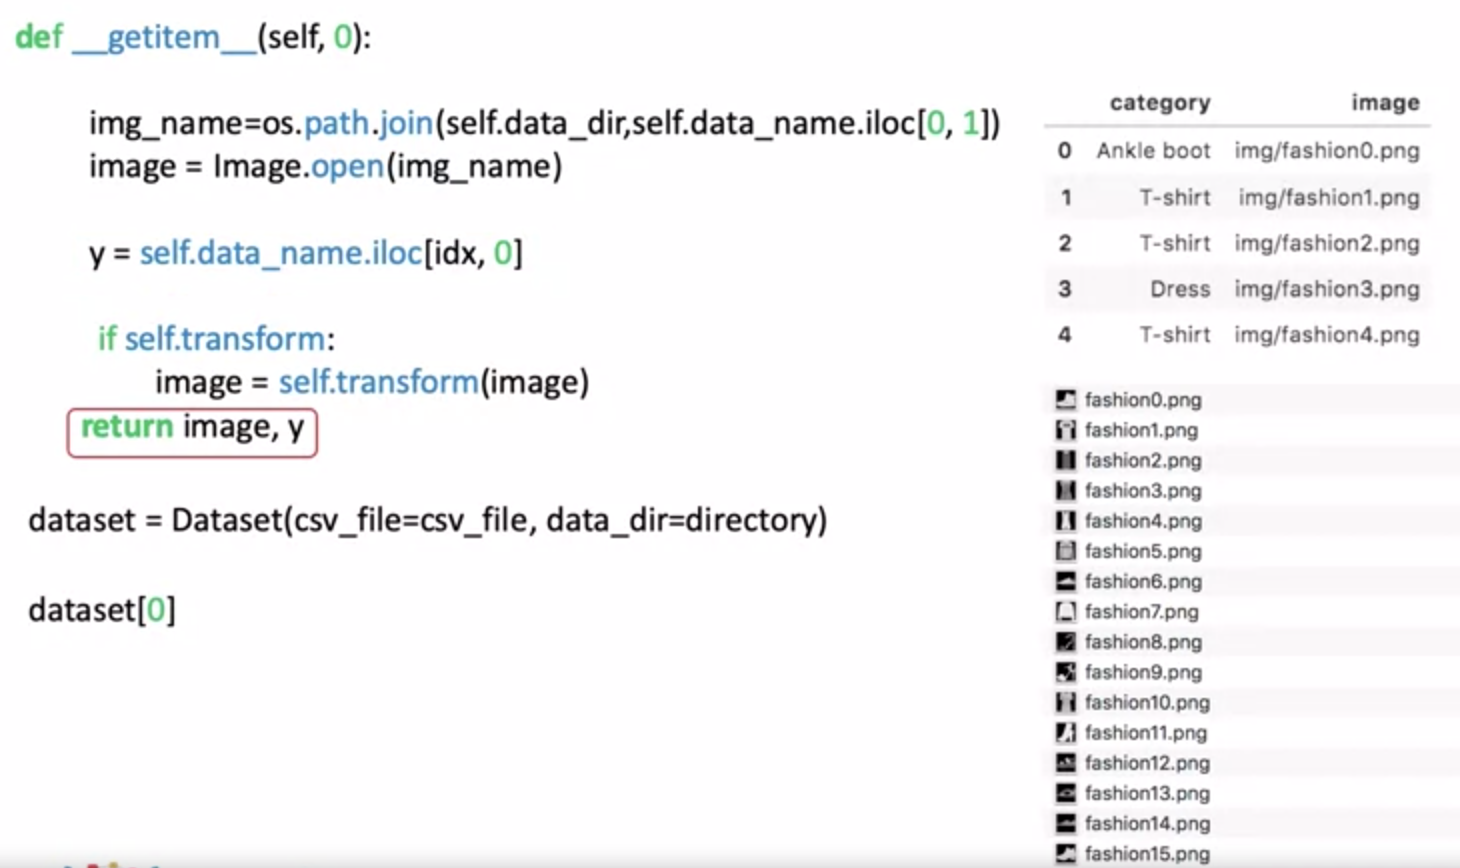 def __getitem__(self, 0):
img_name=os.path.join(self.data_dir,self.data_name.iloc[0, 1])
image = Image.open(img_name)
y = self.data_name.iloc[idx, 0]
if self.transform:
image = self.transform(image)
return image, y
dataset = Dataset(csv_file=csv_file, data_dir=directory)
dataset[0]
category image
0 Ankle boot img/fashion0.png
1 T-shirt img/fashion1.png
2 T-shirt img/fashion2.png
3 Dress img/fashion3.png
4 T-shirt img/fashion4.png
fashion0.png
fashion1.png
fashion2.png
fashion3.png
fashion4.png
fashion5.png
fashion6.png
fashion7.png
fashion8.png
fashion9.png
fashion10.png
fashion11.png
fashion12.png
fashion13.png
fashion14.png
fashion15.png